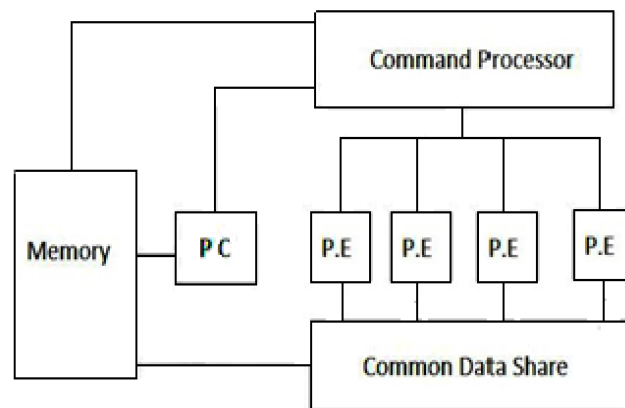 Command Processor
Memory
P C
P.E
P.E
P.E
P.E
Common Data Share